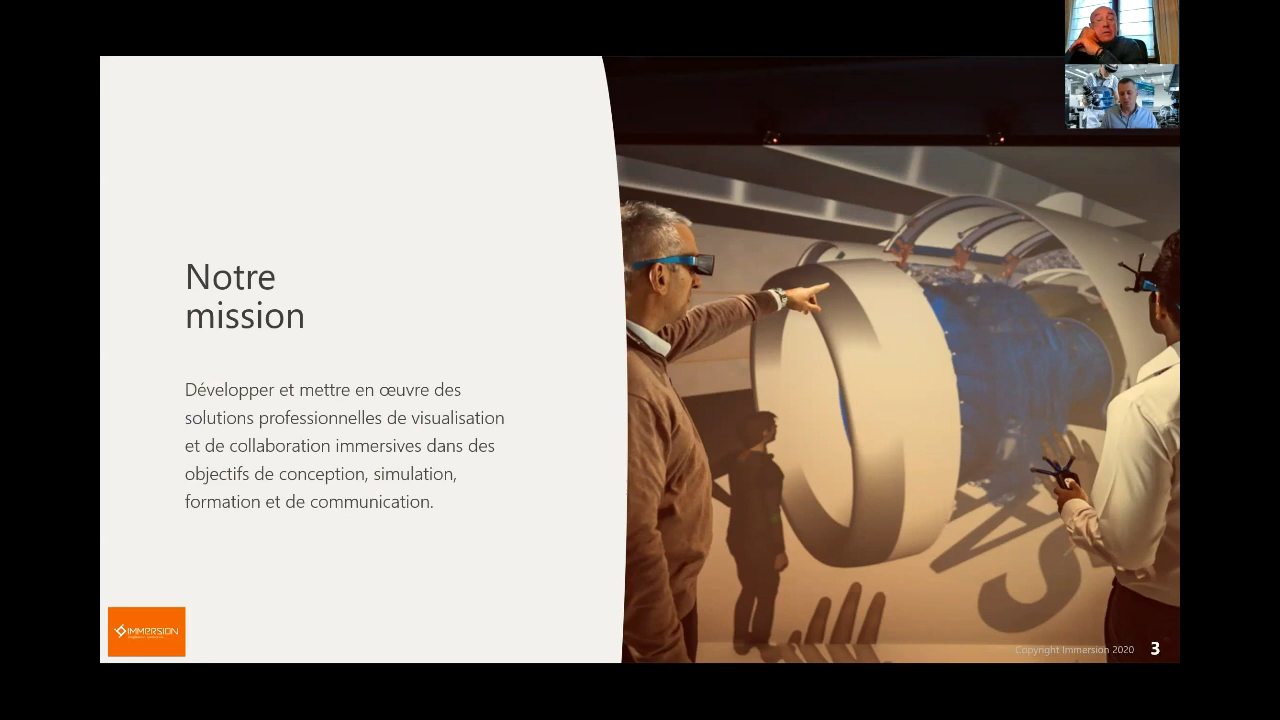 Notre
mission
Développer et mettre en œuvre des
solutions professionnelles de visualisation
et de collaboration immersives dans des
objectifs de conception, simulation,
formation et de communication.
IMMERSION
Copyright Immersion 2020
3